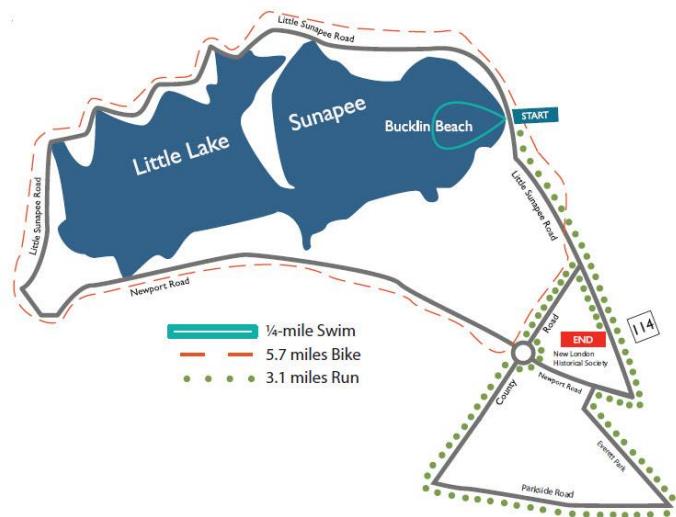 Little Sunapee Road
START
Sunapee
Bucklin Beach
Little Lake
Little Sunapee Road
Little Sunapee Road
Newport Road
114
Road
END
New London
Historical Society
Newport Road
County
Everett Park
Parkside Road
¼-mile Swim
5.7 miles Bike
3.1 miles Run